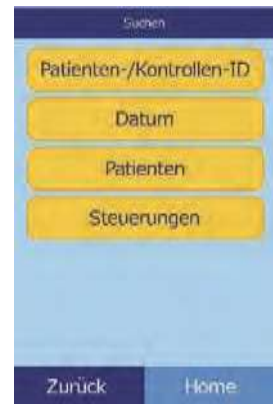 Suchen
Patienten-/Kontrollen-ID
Datum
Patienten
Steuerungen
Zurück
Home